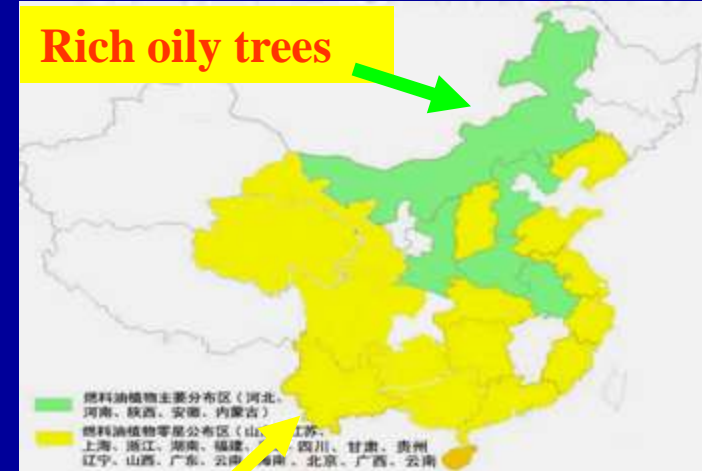 Rich oily trees
燃料油植物主要分布区（河北、
河南、陕西、安徽、内蒙古）
燃料油植物零星公布区（山 江苏、
上海、浙江、湖南、福建、 四川、甘肃、贵州
辽宁、山西、广东、云南 海南、北京、广西、云南